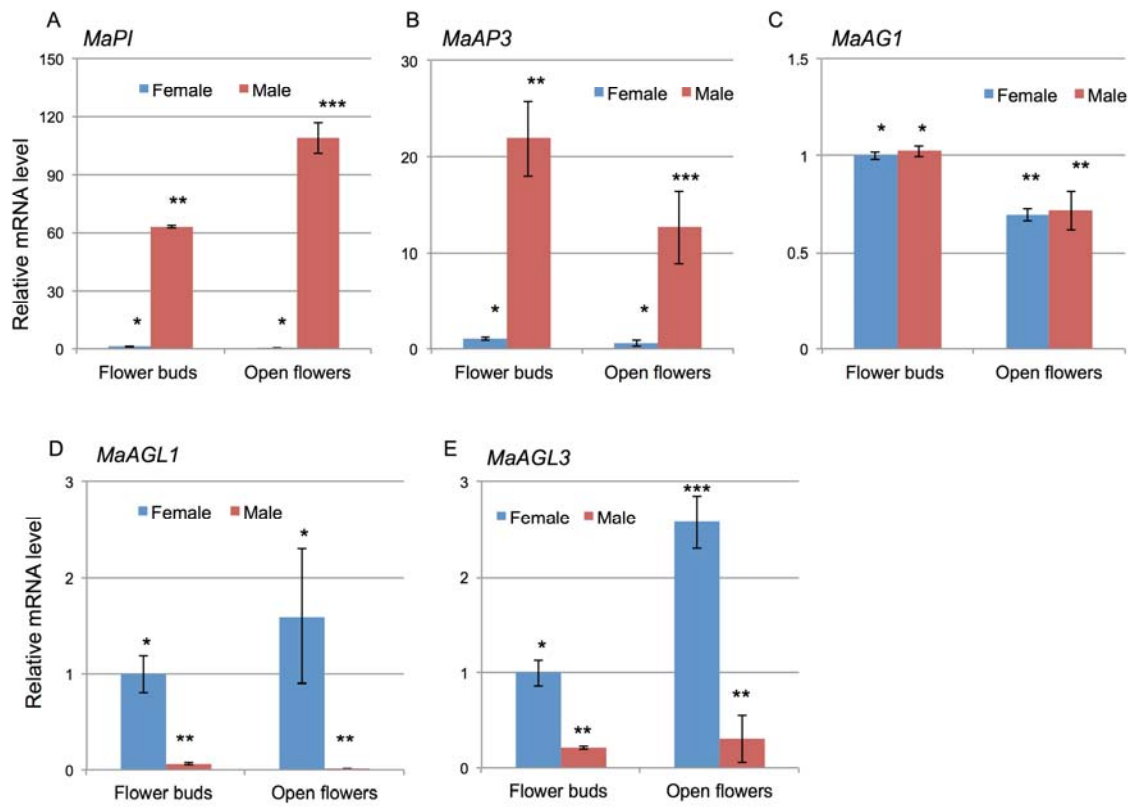 A
MaPI
Relative mRNA level
150
120
90
60
30
0
Female
Male
*
**
*
***
Flower buds
Open flowers
B
MaAP3
30
20
10
0
Female
Male
*
**
*
***
Flower buds
Open flowers
C
MaAG1
1.5
1
0.5
0
Female
Male
*
*
**
**
Flower buds
Open flowers
D
MaAGL1
Relative mRNA level
3
2
1
0
Female
Male
*
**
*
**
Flower buds
Open flowers
E
MaAGL3
3
2
1
0
Female
Male
*
**
***
**
Flower buds
Open flowers